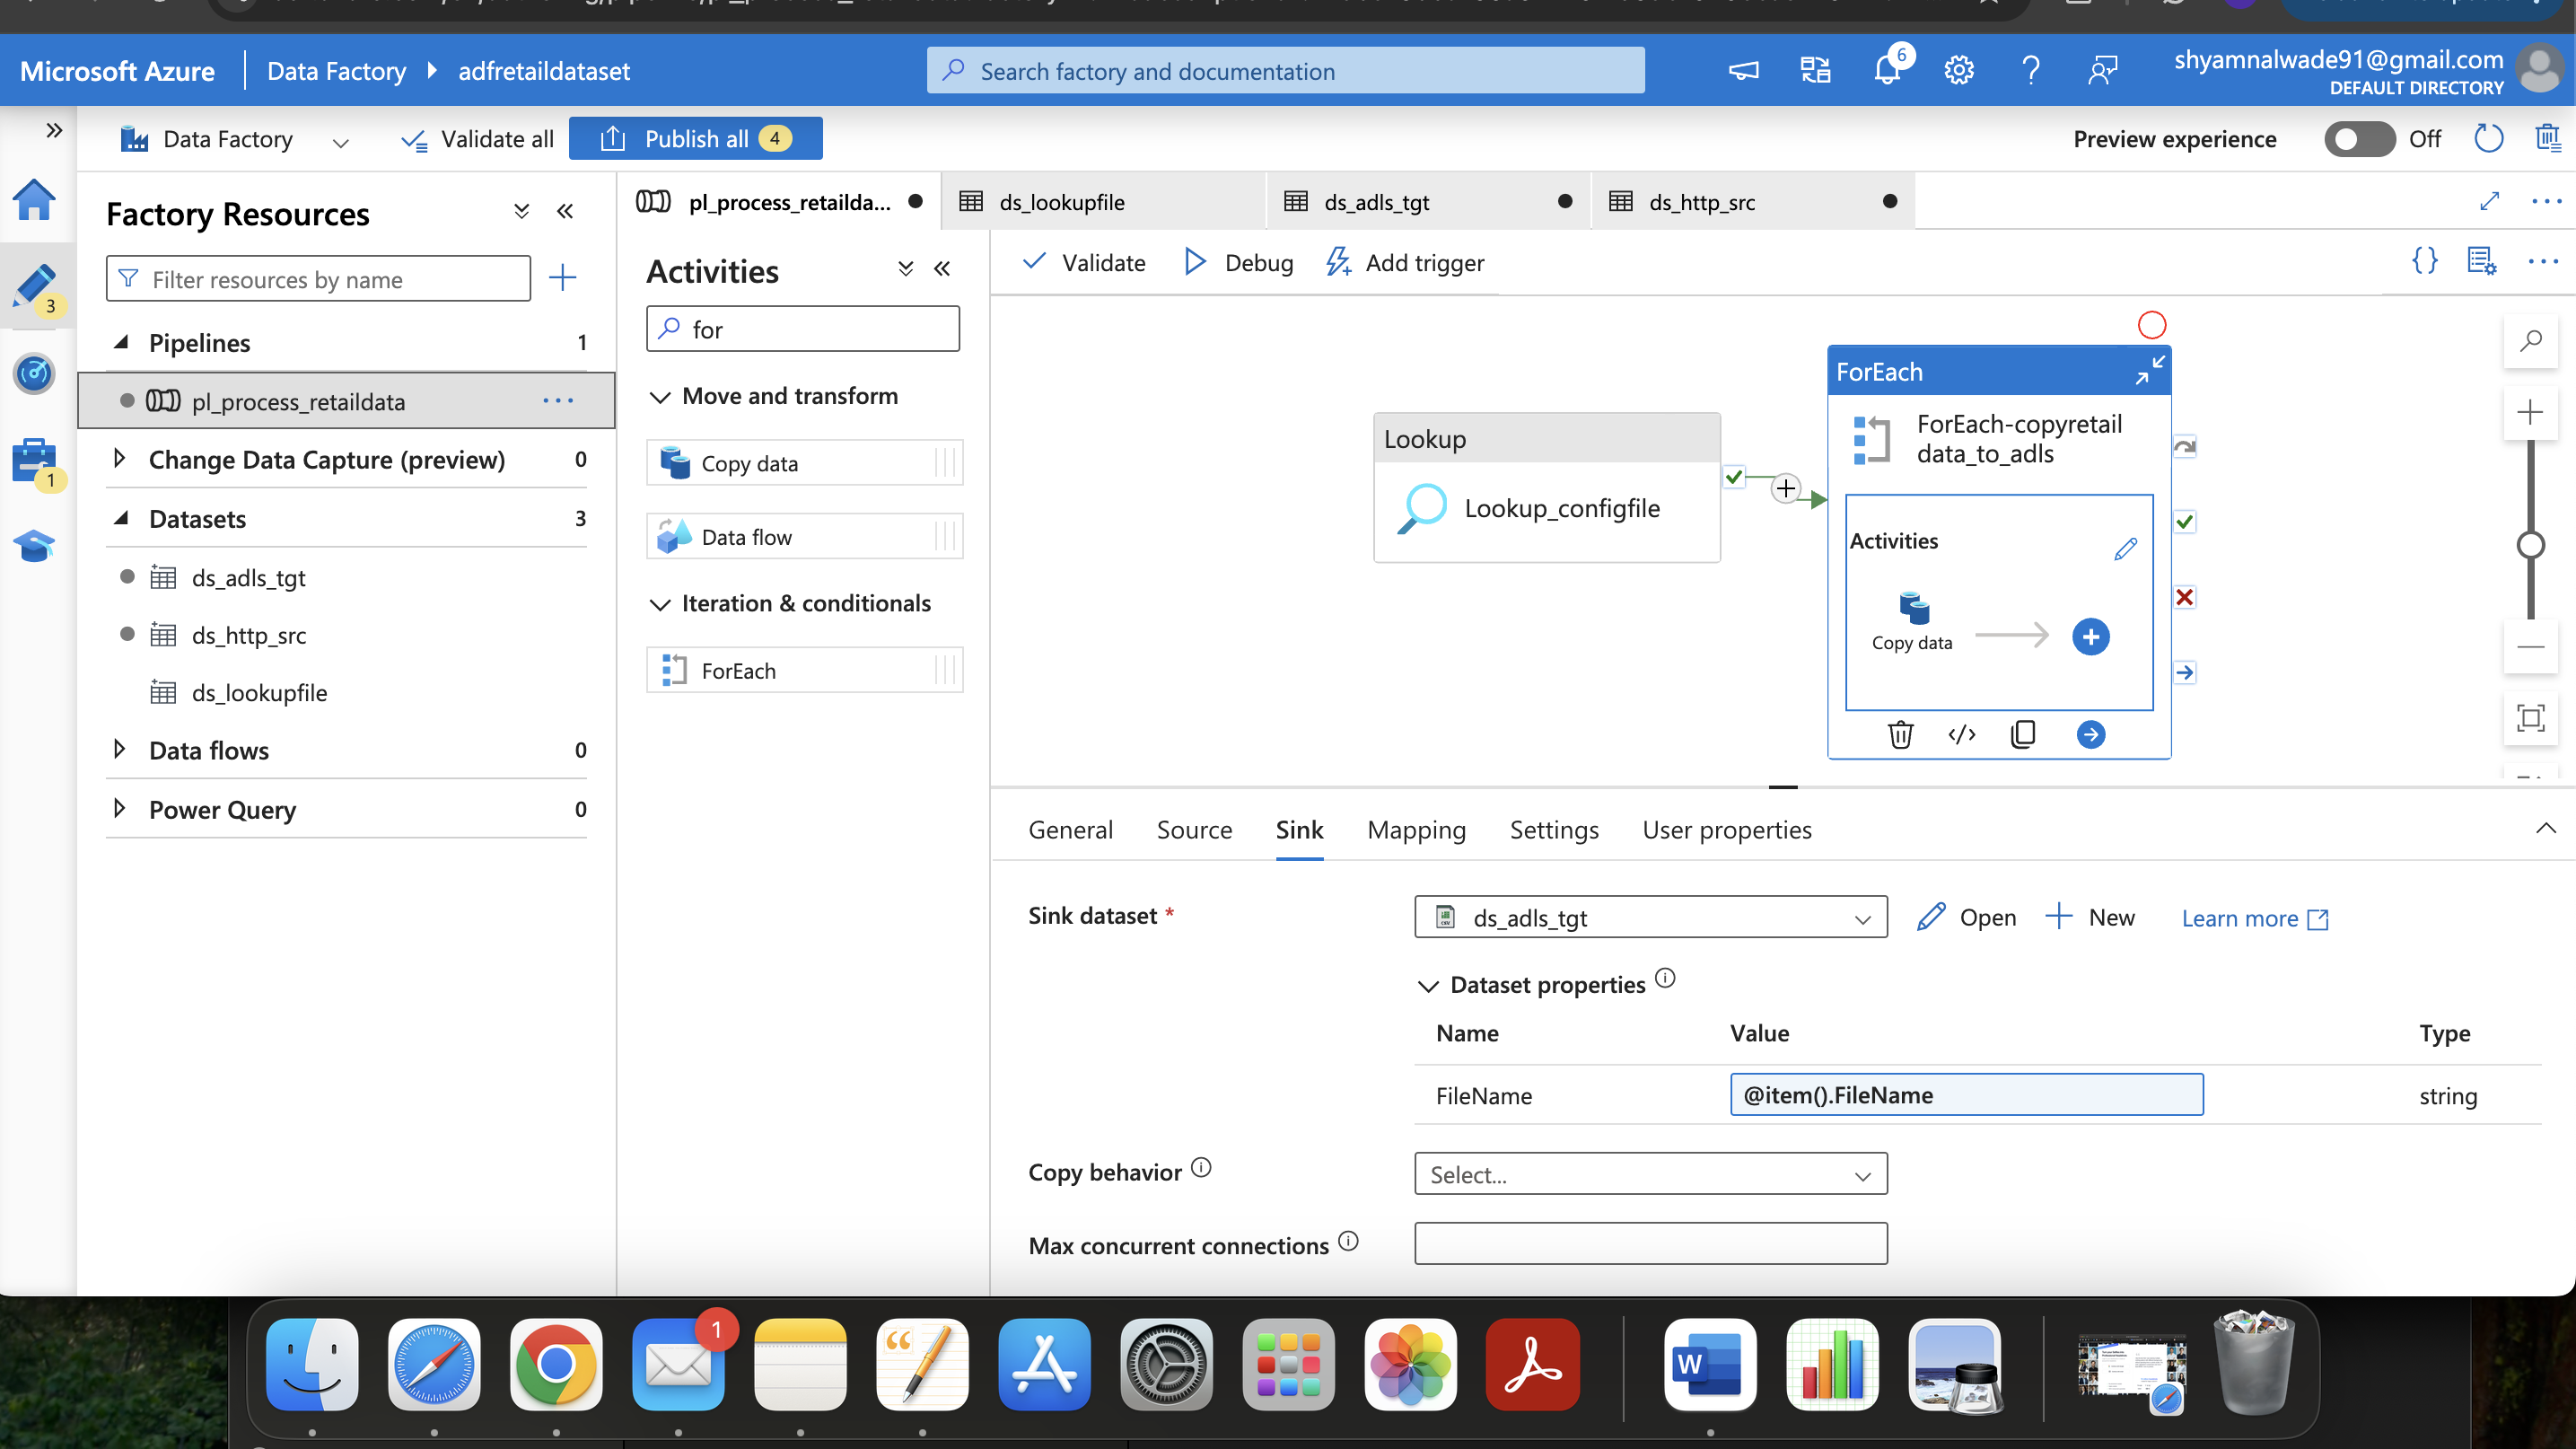 Microsoft Azure
Data Factory
adfretaildataset
Search factory and documentation
6
shyamnalwade91@gmail.com
DEFAULT DIRECTORY
Data Factory
Validate all
Publish all
4
Preview experience
Off
3
1
Factory Resources
Filter resources by name
Pipelines
1
pl_process_retaildata
Change Data Capture (preview)
0
Datasets
3
ds_adls_tgt
ds_http_src
ds_lookupfile
Data flows
0
Power Query
0
pl_process_retailda...
ds_lookupfile
ds_adls_tgt
ds_http_src
Activities
for
Move and transform
Copy data
Data flow
Iteration & conditionals
ForEach
Validate
Debug
Add trigger
Lookup
Lookup_configfile
ForEach
ForEach-copyretail
data_to_adls
Activities
Copy data
General
Source
Sink
Mapping
Settings
User properties
Sink dataset *
ds_adls_tgt
Open
New
Learn more
Dataset properties
Name
Value
Type
FileName
@item().FileName
string
Copy behavior
Select...
Max concurrent connections
1
W